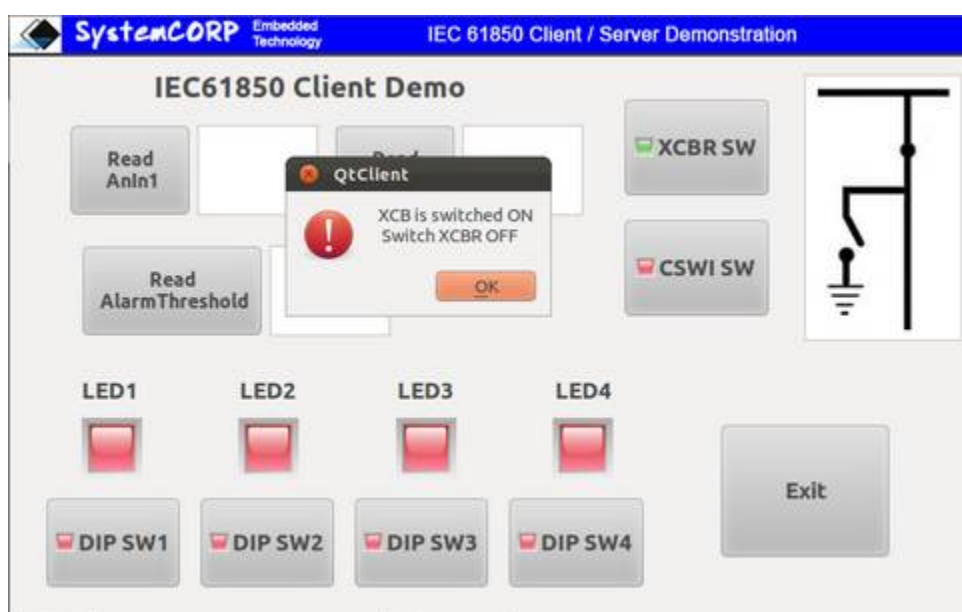 SystemCORP Embedded
Technology
IEC 61850 Client / Server Demonstration
IEC61850 Client Demo
Read
AnIn1
Read
XCBR SW
QtClient
XCB is switched ON
Switch XCBR OFF
OK
Read
AlarmThreshold
CSWI SW
LED1
LED2
LED3
LED4
DIP SW1
DIP SW2
DIP SW3
DIP SW4
Exit